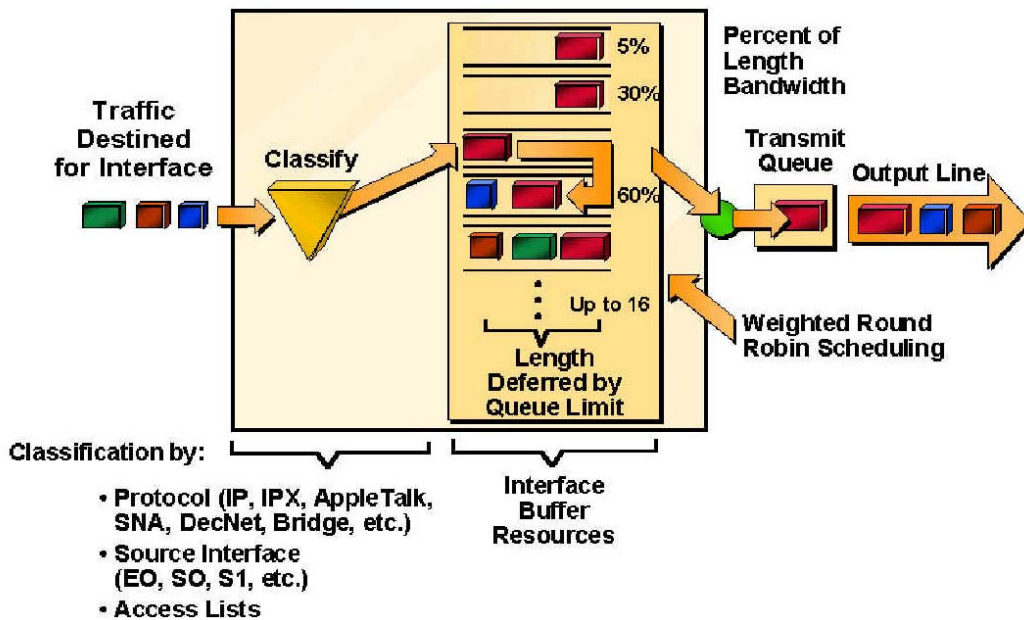 Traffic
Destined
for Interface
Classify
5%
30%
60%
Up to 16
Length
Deferred by
Queue Limit
Percent of
Length
Bandwidth
Transmit
Queue
Output Line
Weighted Round
Robin Scheduling
Classification by:
• Protocol (IP, IPX, AppleTalk,
SNA, DecNet, Bridge, etc.)
• Source Interface
(EO, SO, S1, etc.)
• Access Lists
Interface
Buffer
Resources